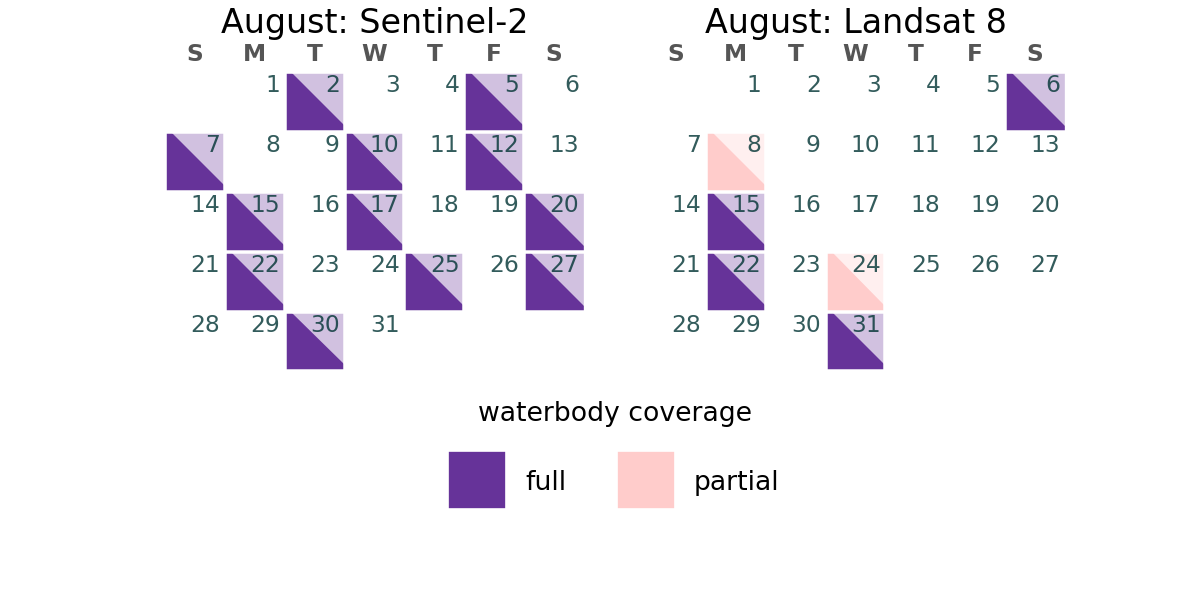 August: Sentinel-2
S M T W T F S
1 2 3 4 5 6
7 8 9 10 11 12 13
14 15 16 17 18 19 20
21 22 23 24 25 26 27
28 29 30 31
August: Landsat 8
S M T W T F S
1 2 3 4 5 6
7 8 9 10 11 12 13
14 15 16 17 18 19 20
21 22 23 24 25 26 27
28 29 30 31
waterbody coverage
full
partial